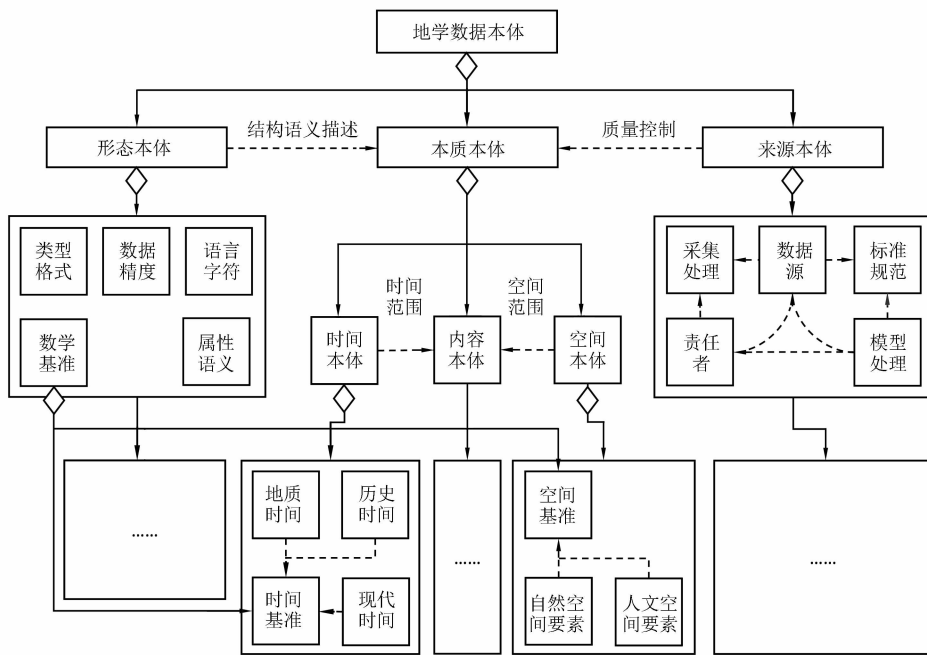 地学数据本体
结构语义描述
质量控制
形态本体
本质本体
来源本体
类型
格式
数据
精度
语言
字符
采集
处理
数据
源
标准
规范
时间
范围
空间
范围
数学
基准
属性
语义
时间
本体
内容
本体
空间
本体
责任
者
模型
处理
地质
时间
历史
时间
空间
基准
……
……
……
时间
基准
现代
时间
自然空
间要素
人文空
间要素